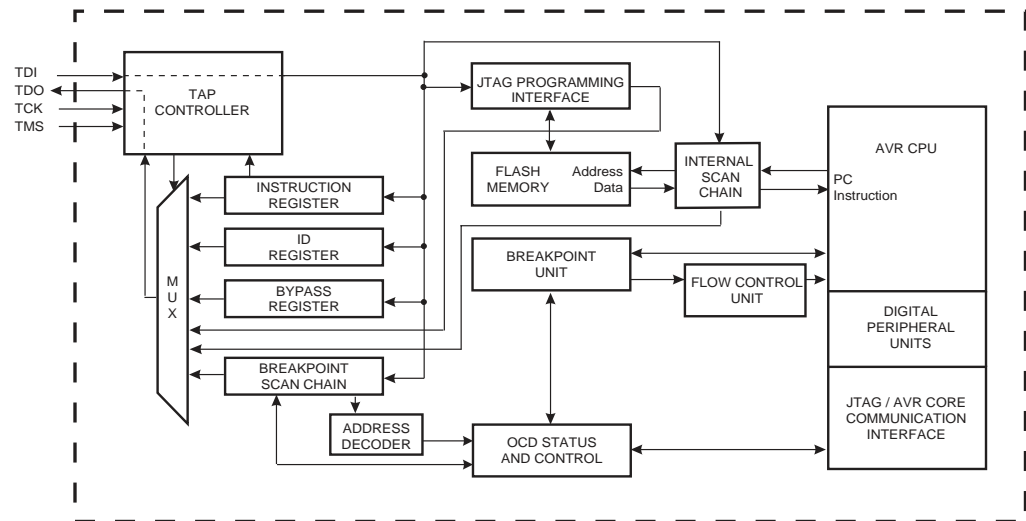 TDI
TDO
TCK
TMS
TAP
CONTROLLER
JTAG PROGRAMMING
INTERFACE
FLASH
MEMORY
Address
Data
INTERNAL
SCAN
CHAIN
AVR CPU
PC
Instruction
INSTRUCTION
REGISTER
ID
REGISTER
BYPASS
REGISTER
M
U
X
BREAKPOINT
UNIT
FLOW CONTROL
UNIT
DIGITAL
PERIPHERAL
UNITS
BREAKPOINT
SCAN CHAIN
ADDRESS
DECODER
OCD STATUS
AND CONTROL
JTAG / AVR CORE
COMMUNICATION
INTERFACE